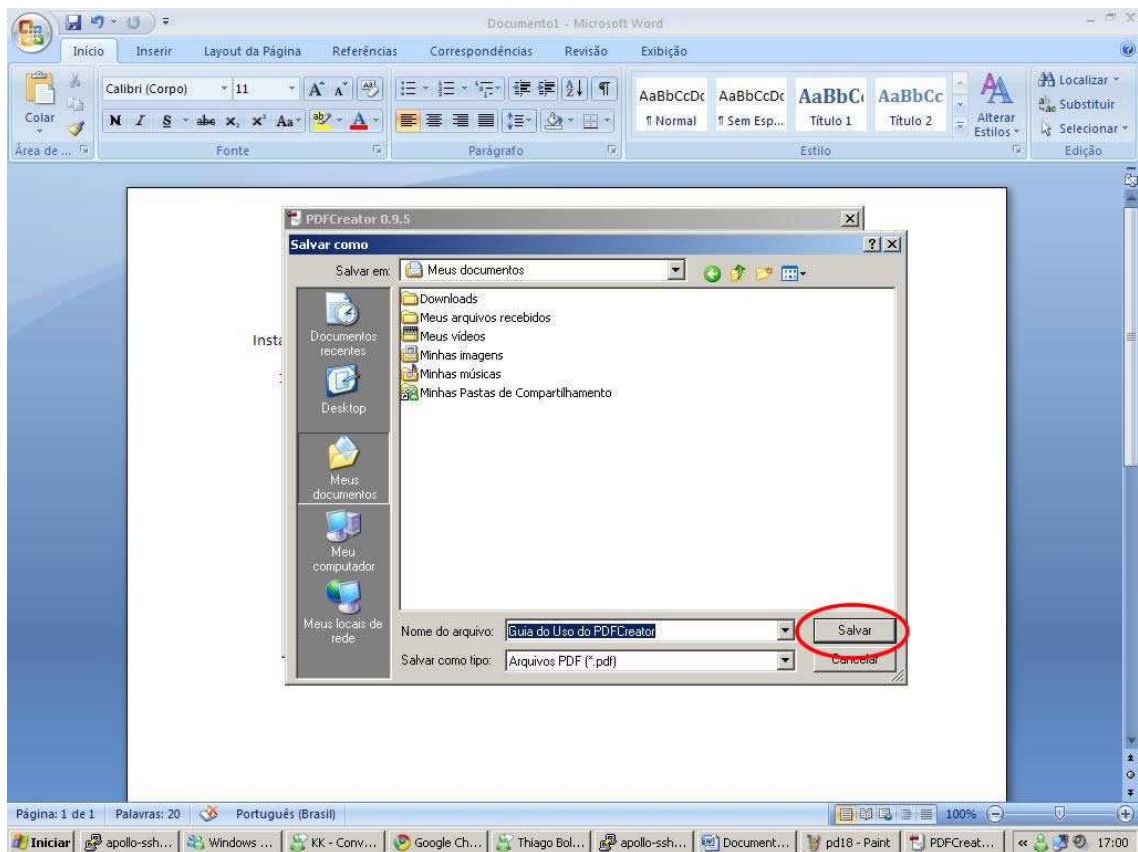 Documento1 - Microsoft Word
Início Inserir Layout da Página Referências Correspondências Revisão Exibição
Colar
Calibri (Corpo) 11
N I S abc x₂ x² Aa ab A
AaBbCcDc AaBbCcDc AaBbC AaBbCc
¶ Normal ¶ Sem Esp... Título 1 Título 2
Alterar Estilos
Localizar
Substituir
Selecionar
Área de ... Fonte Parágrafo Estilo Edição
PDFCreator 0.9.5
Salvar como
Salvar em: Meus documentos
Documentos recentes
Desktop
Meus documentos
Meu computador
Meus locais de rede
Downloads
Meus arquivos recebidos
Meus vídeos
Minhas imagens
Minhas músicas
Minhas Pastas de Compartilhamento
Insta
Nome do arquivo: Guia do Uso do PDFCreator Salvar
Salvar como tipo: Arquivos PDF (*.pdf) Cancelar
Página: 1 de 1 Palavras: 20 Português (Brasil) 100%
Iniciar apollo-ssh... Windows ... KK - Conv... Google Ch... Thiago Bol... apollo-ssh... Document... pd18 - Paint PDFCreat... « 17:00